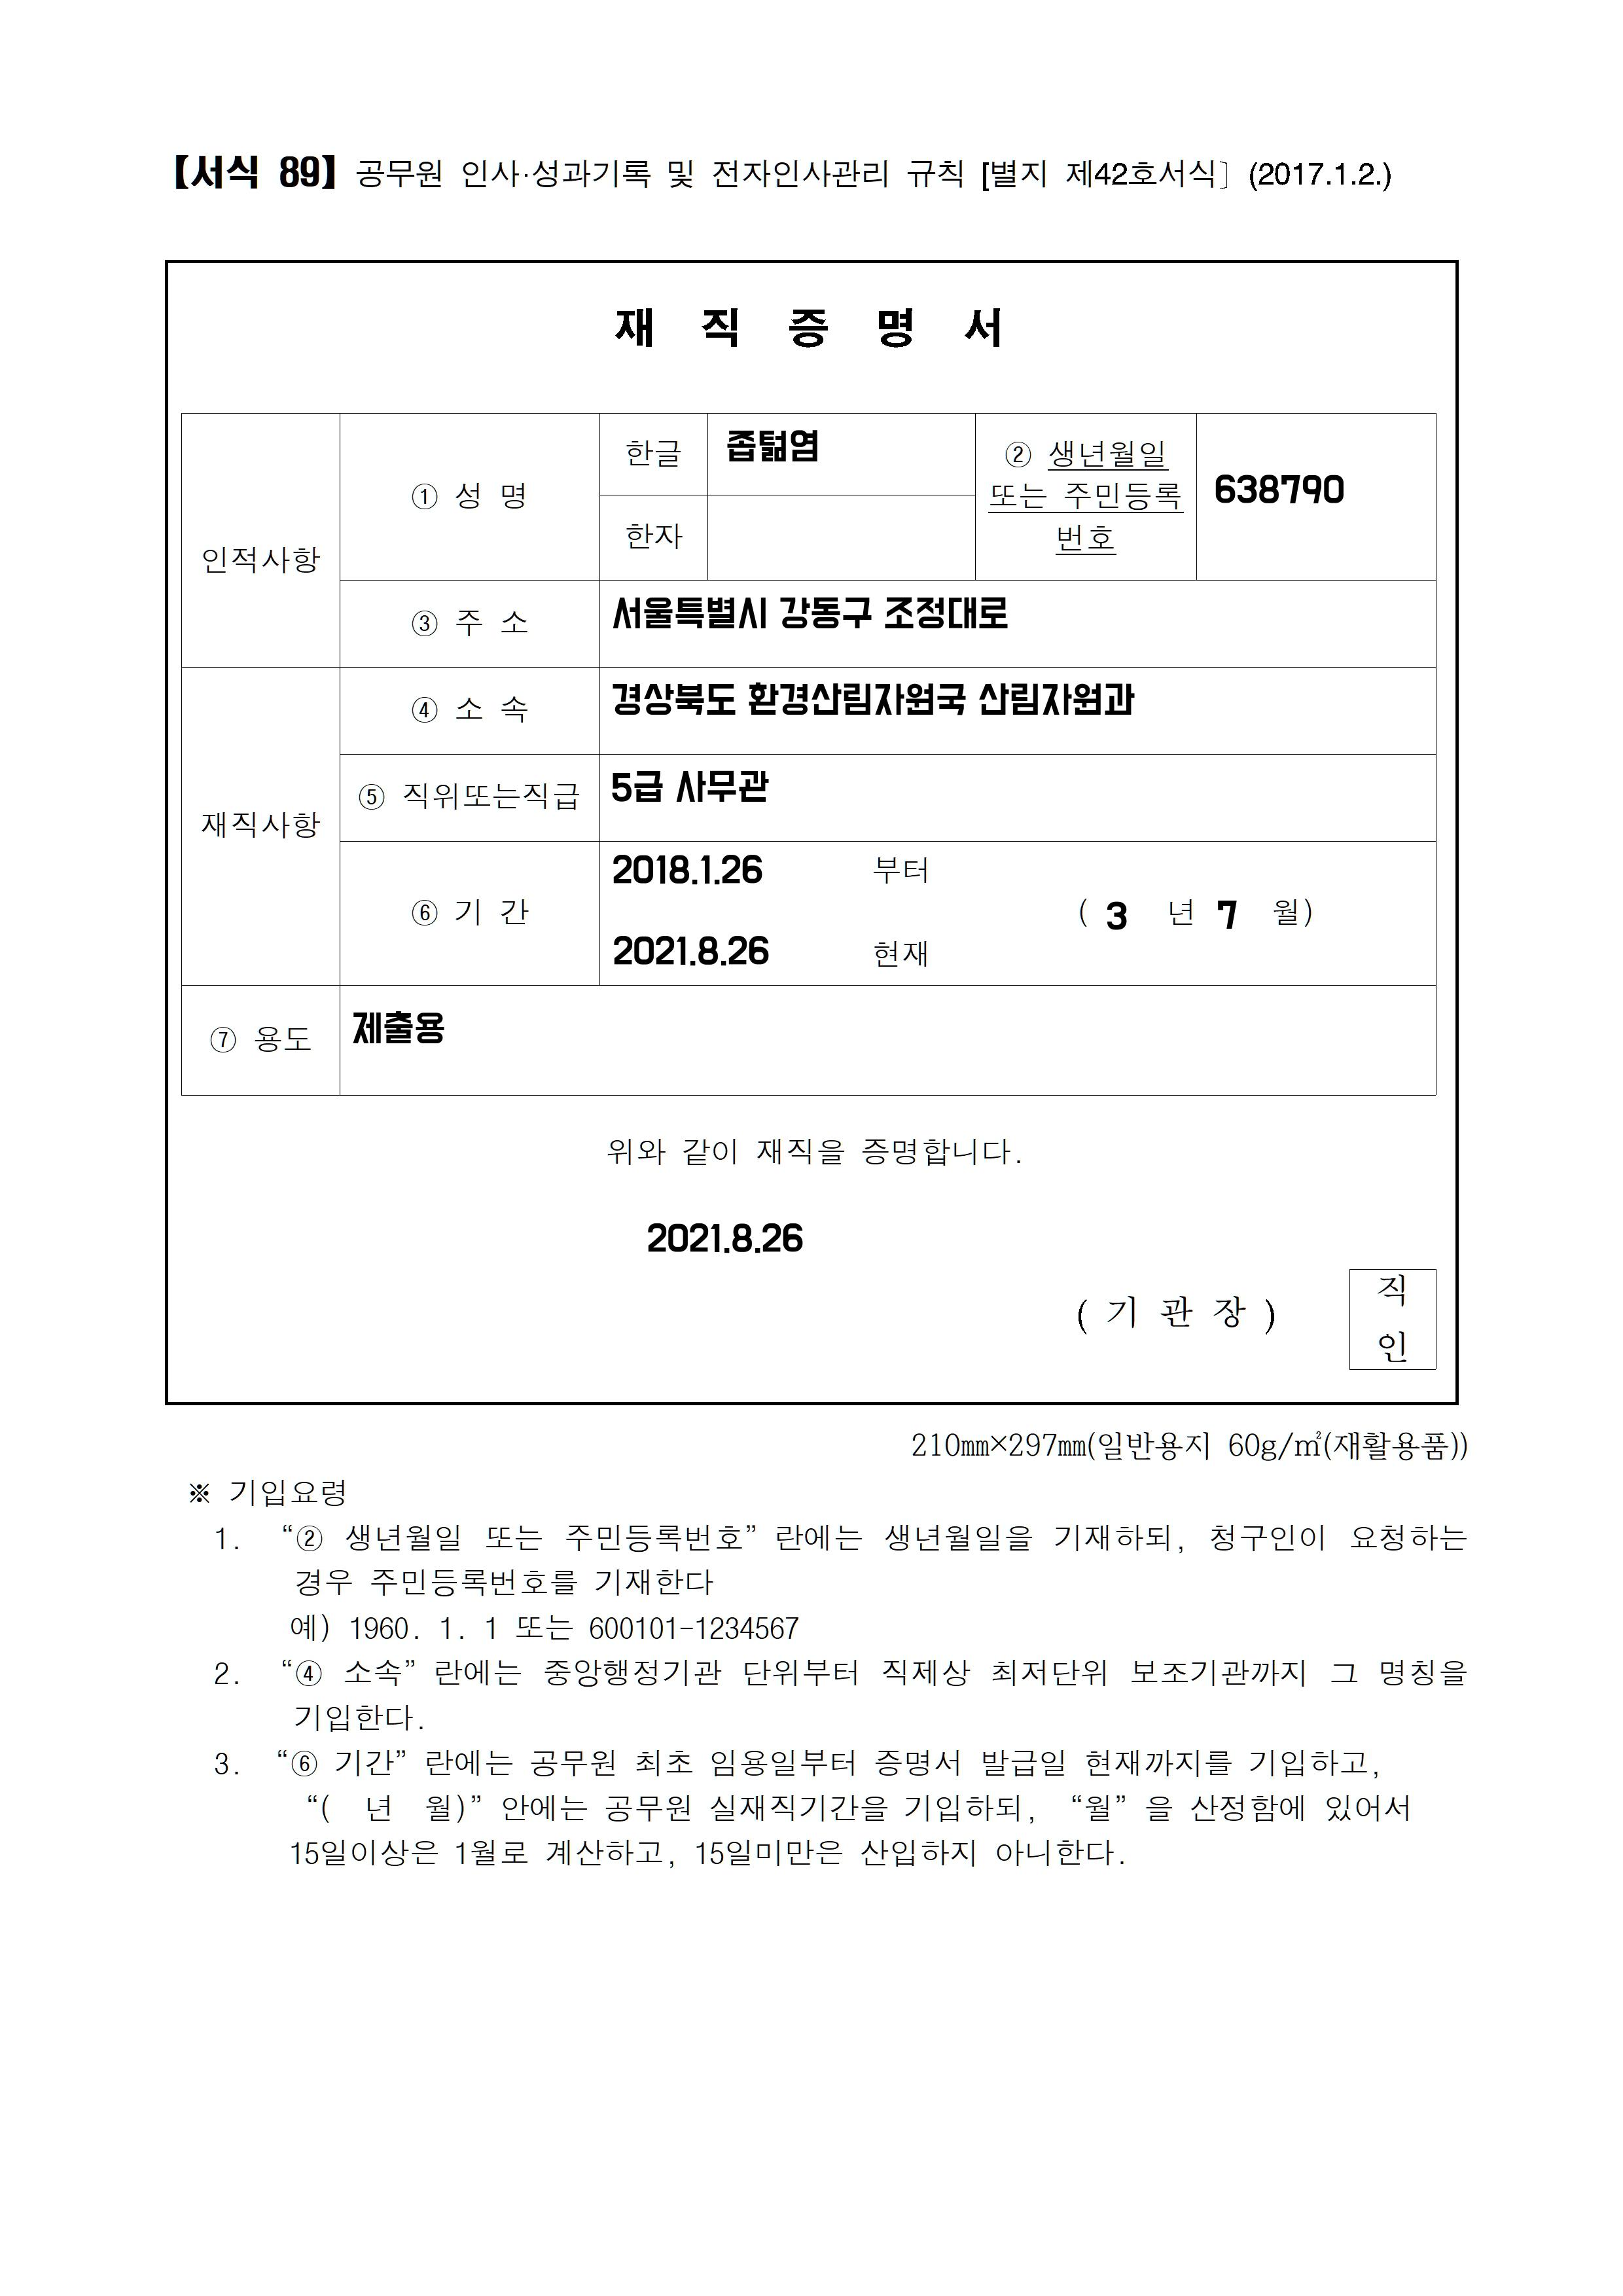 【서식 89】 공무원 인사·성과기록 및 전자인사관리 규칙 [별지 제42호서식〕 (2017.1.2.)
재 직 증 명 서
인적사항
① 성 명
한글
좁텲염
한자
② 생년월일
또는 주민등록
번호
638790
③ 주 소
서울특별시 강동구 조정대로
재직사항
④ 소 속
경상북도 환경산림자원국 산림자원과
⑤ 직위또는직급
5급 사무관
⑥ 기 간
2018.1.26 부터
2021.8.26 현재
( 3 년 7 월)
⑦ 용도
제출용
위와 같이 재직을 증명합니다.
2021.8.26
( 기 관 장 )
직
인
210㎜×297㎜(일반용지 60g/㎡(재활용품))
※ 기입요령
1. “② 생년월일 또는 주민등록번호” 란에는 생년월일을 기재하되, 청구인이 요청하는
경우 주민등록번호를 기재한다
예) 1960. 1. 1 또는 600101-1234567
2. “④ 소속” 란에는 중앙행정기관 단위부터 직제상 최저단위 보조기관까지 그 명칭을
기입한다.
3. “⑥ 기간” 란에는 공무원 최초 임용일부터 증명서 발급일 현재까지를 기입하고,
“( 년 월)” 안에는 공무원 실재직기간을 기입하되, “월” 을 산정함에 있어서
15일이상은 1월로 계산하고, 15일미만은 산입하지 아니한다.